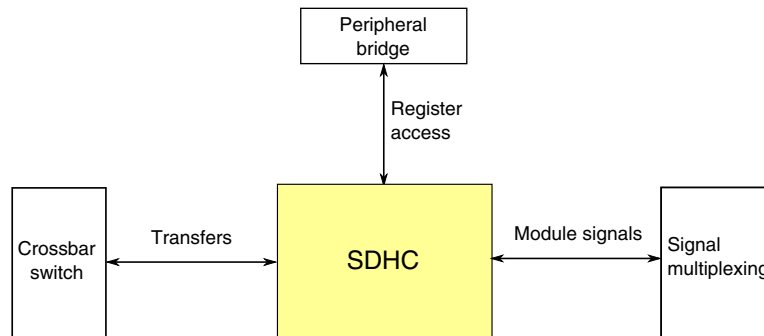 Peripheral
bridge
Register
access
Crossbar
switch
Transfers
SDHC
Module signals
Signal
multiplexing